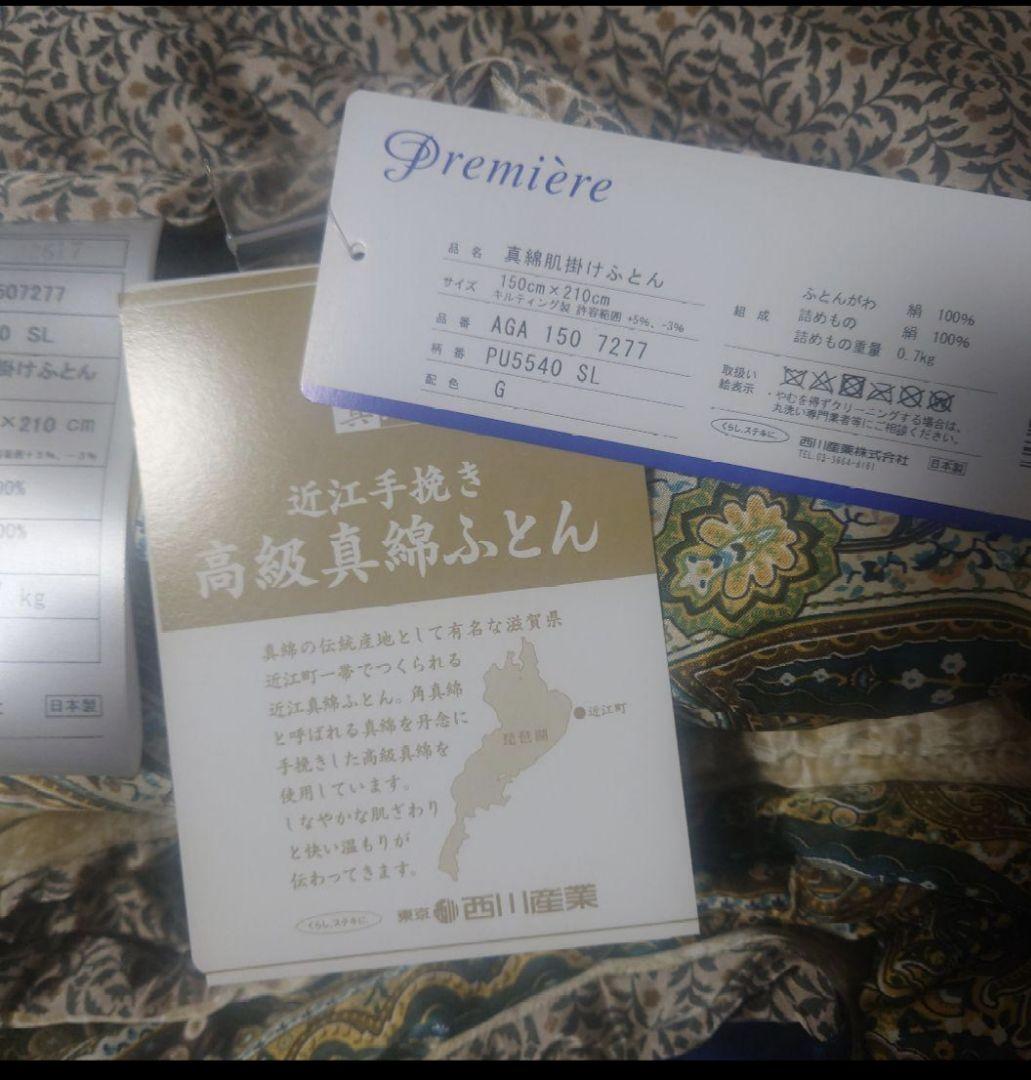 Première
品名 真綿肌掛けふとん
サイズ 150cm×210cm
キルティング製 許容範囲 +5%、-3%
品番 AGA 150 7277
柄番 PU5540 SL
配色 G
組成 ふとんがわ 絹 100%
詰めもの 絹 100%
詰めもの重量 0.7kg
取扱い
絵表示
・やむを得ずクリーニングする場合は、
丸洗い専門業者等にご相談ください。
くらし、ステキに。
西川産業株式会社 日本製
TEL.03-3664-8161
507277
0 SL
掛けふとん
×210 cm
範囲+5%、-3%
00%
00%
kg
日本製
近江手挽き
高級真綿ふとん
真綿の伝統産地として有名な滋賀県
近江町一帯でつくられる
近江真綿ふとん。角真綿
と呼ばれる真綿を丹念に
手挽きした高級真綿を
使用しています。
しなやかな肌ざわり
と快い温もりが
伝わってきます。
近江町
琵琶湖
くらし、ステキに。
東京 西川産業